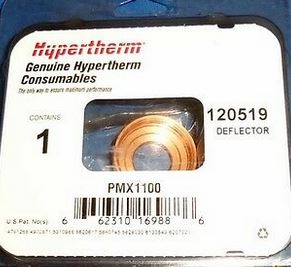 Hypertherm
Genuine Hypertherm
Consumables
The only way to ensure maximum performance
CONTAINS
1
120519
DEFLECTOR
PMX1100
U.S Pat. No(s)
6 62310 16988 6